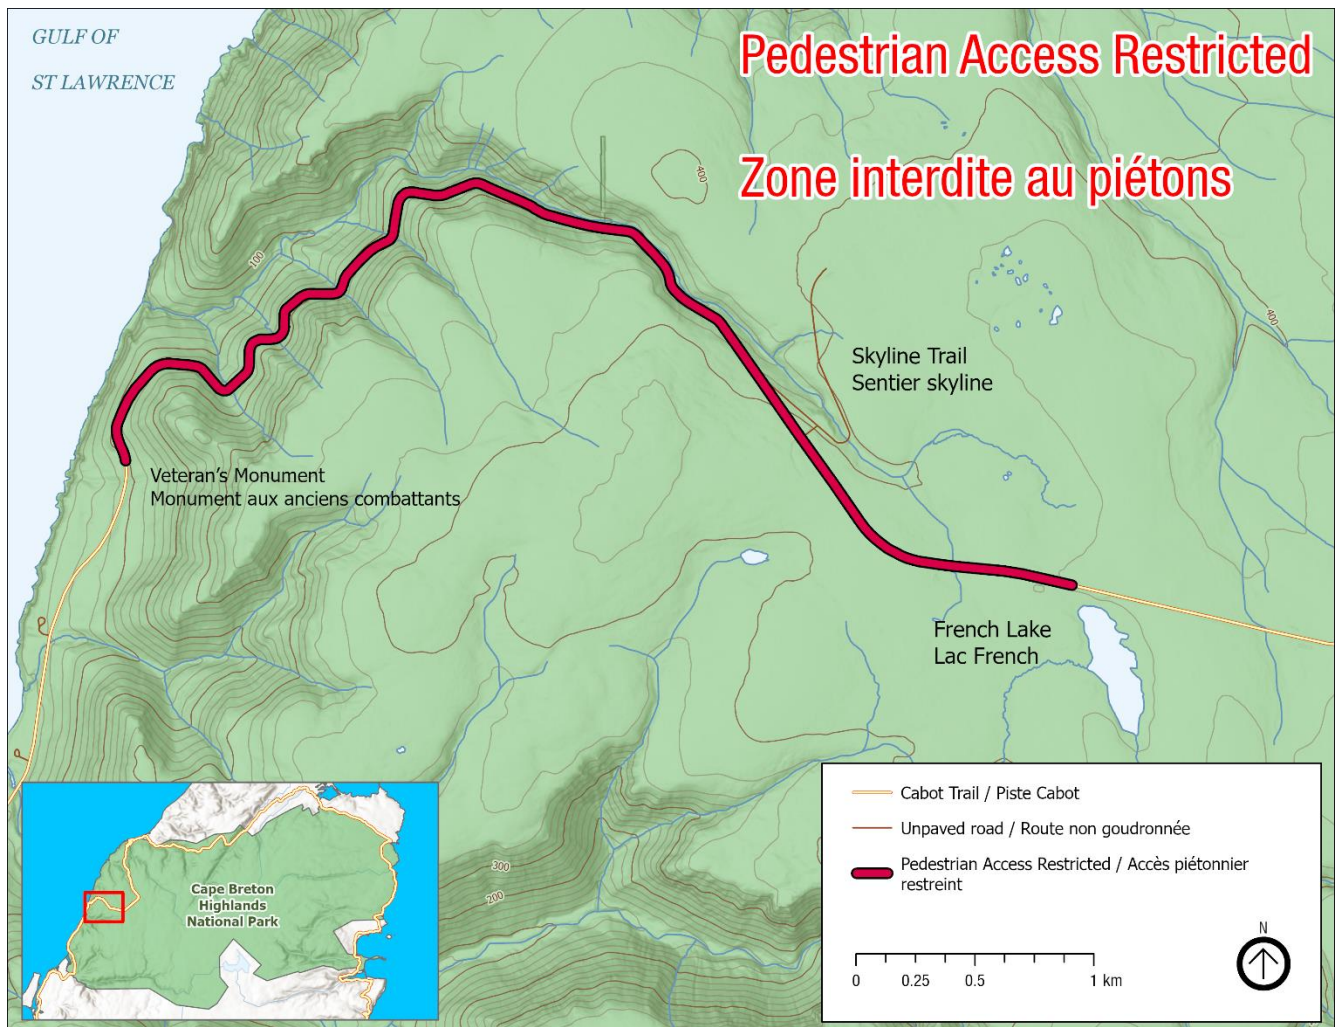 GULF OF
ST LAWRENCE
Pedestrian Access Restricted
Zone interdite au piétons
400
100
400
Skyline Trail
Sentier skyline
Veteran's Monument
Monument aux anciens combattants
French Lake
Lac French
300
200
Cape Breton
Highlands
National Park
Cabot Trail / Piste Cabot
Unpaved road / Route non goudronnée
Pedestrian Access Restricted / Accès piétonnier
restreint
N
0 0.25 0.5 1 km